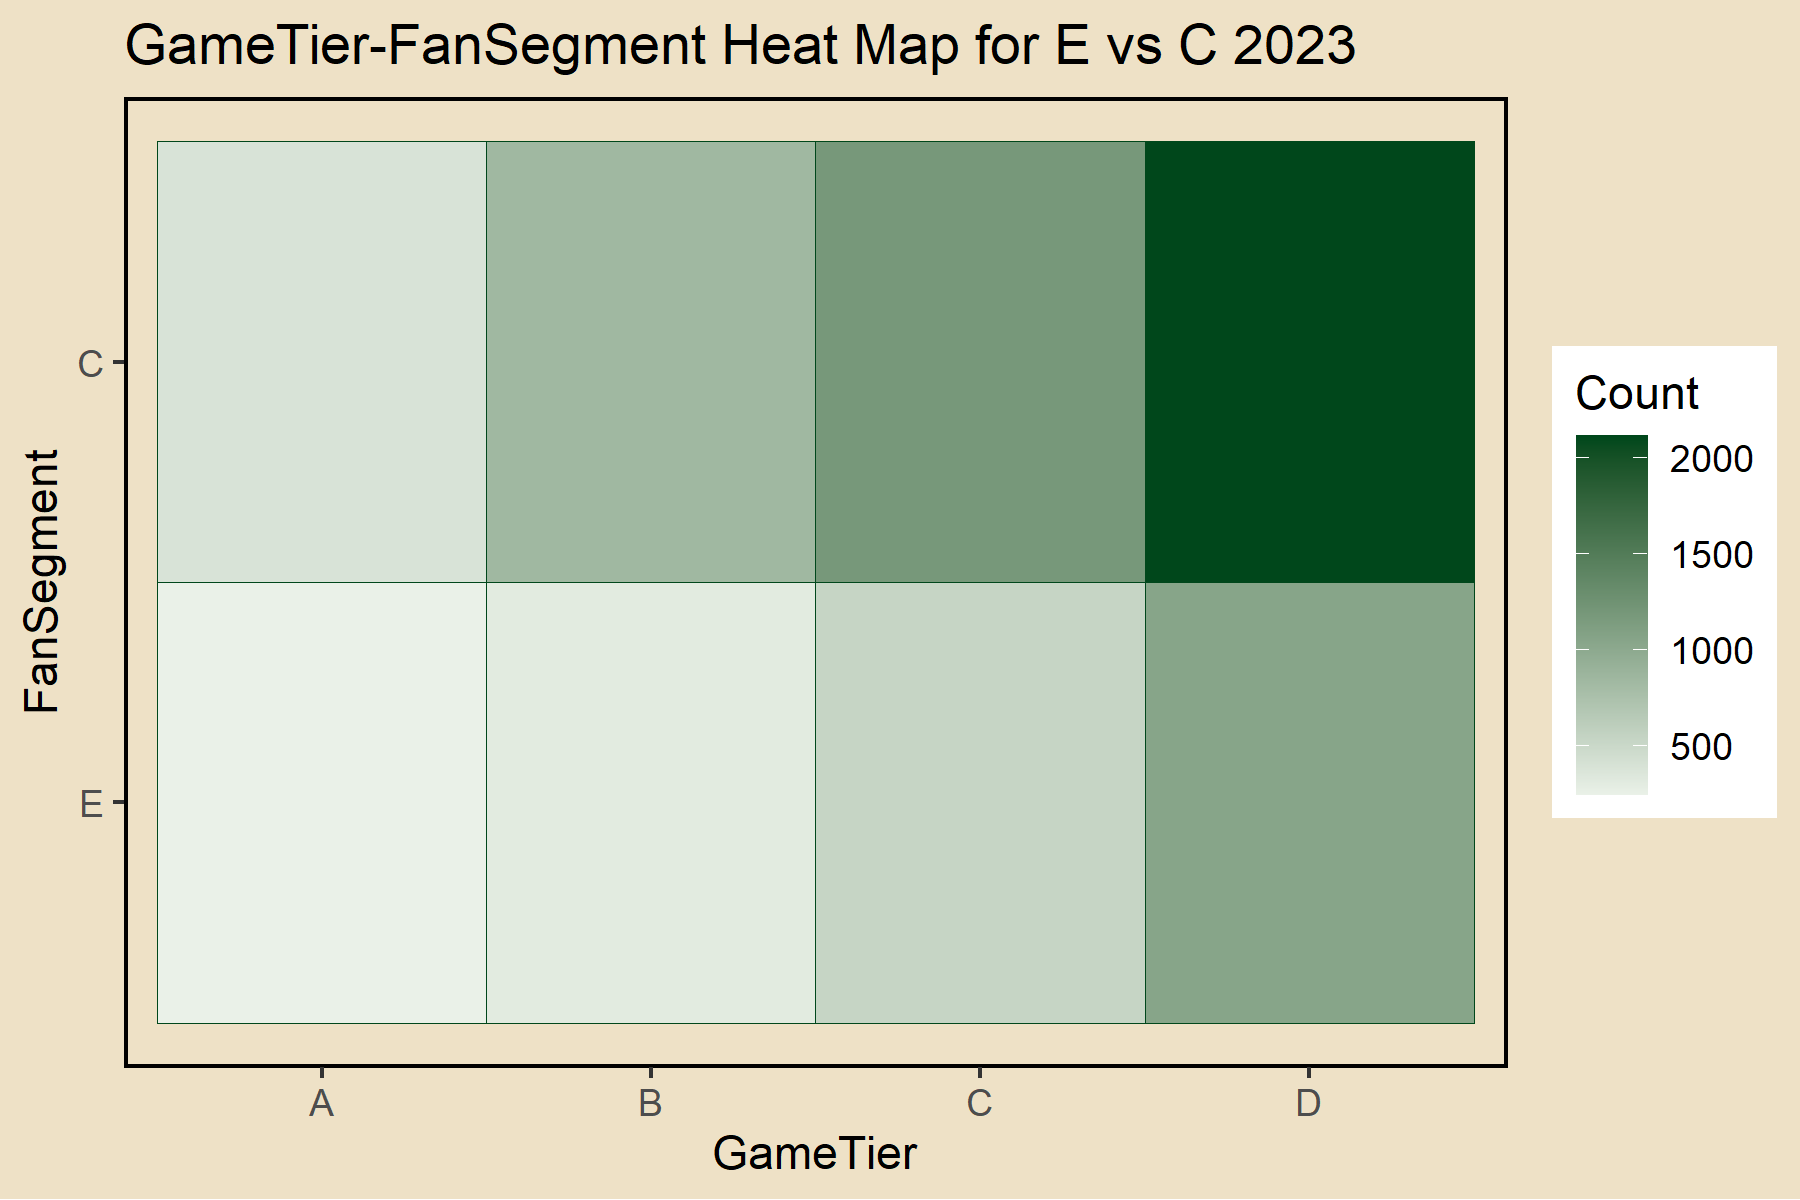 GameTier-FanSegment Heat Map for E vs C 2023
FanSegment
C
E
A
B
C
D
GameTier
Count
2000
1500
1000
500